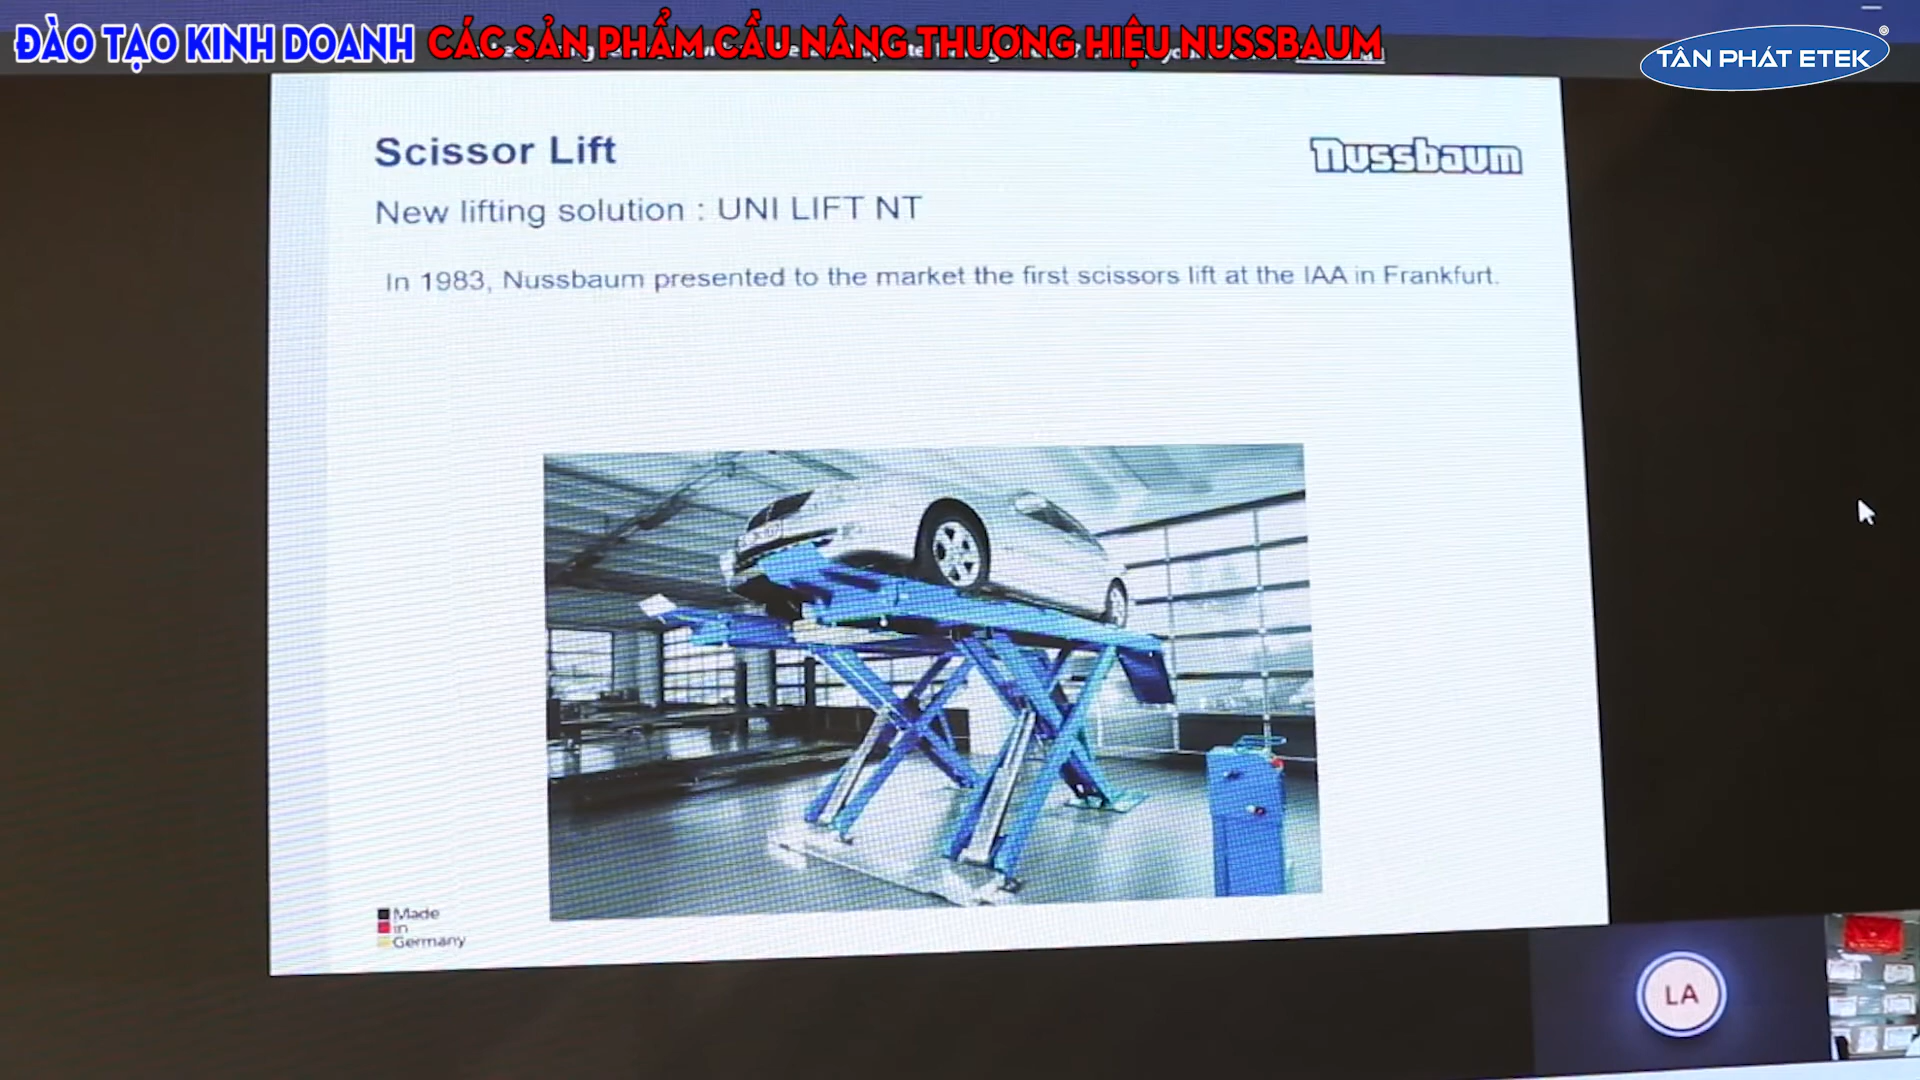 ĐÀO TẠO KINH DOANH CÁC SẢN PHẨM CẦU NÂNG THƯƠNG HIỆU NUSSBAUM
TÂN PHÁT ETEK
Scissor Lift
Nussbaum
New lifting solution : UNI LIFT NT
In 1983, Nussbaum presented to the market the first scissors lift at the IAA in Frankfurt.
Made
in
Germany
LA